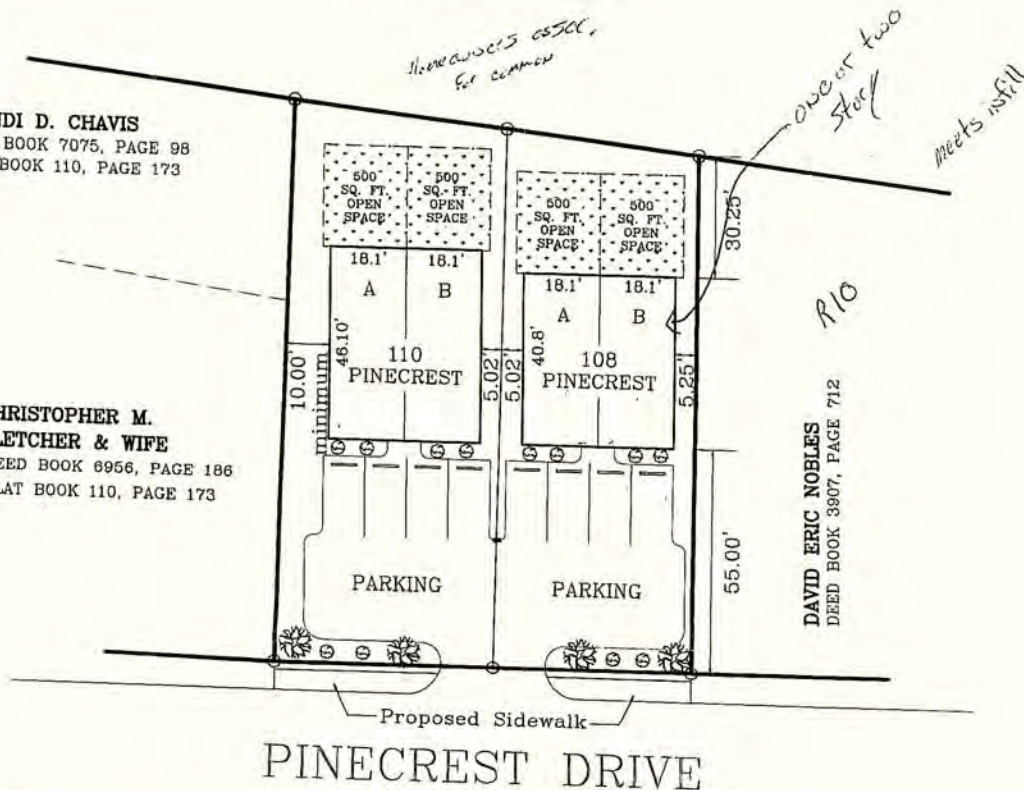 Homeowners assoc.
For common
one or two
story
meets infill
NDI D. CHAVIS
BOOK 7075, PAGE 98
BOOK 110, PAGE 173
500
SQ. FT.
OPEN
SPACE
500
SQ. FT.
OPEN
SPACE
500
SQ. FT.
OPEN
SPACE
500
SQ. FT.
OPEN
SPACE
30.25'
18.1'
18.1'
A
B
46.10'
110
PINECREST
18.1'
18.1'
A
B
40.8'
108
PINECREST
R10
10.00'
minimum
5.02'
5.02'
5.25'
HRISTOPHER M.
LETCHER & WIFE
EED BOOK 6956, PAGE 186
LAT BOOK 110, PAGE 173
DAVID ERIC NOBLES
DEED BOOK 3907, PAGE 712
55.00'
PARKING
PARKING
Proposed Sidewalk
PINECREST DRIVE